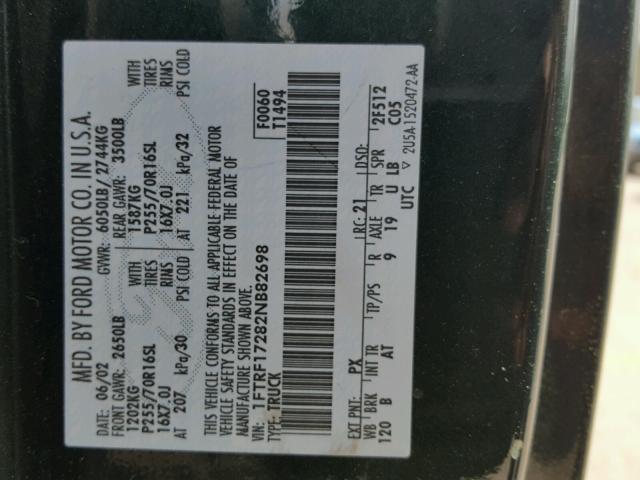 MFD. BY FORD MOTOR CO. IN U.S.A.
DATE: 06/02 GVWR: 6050LB/ 2744KG
FRONT GAWR: 2650LB REAR GAWR: 3500LB
1202KG WITH 1587KG WITH
P255/70R16SL TIRES P255/70R16SL TIRES
16X7.0J RIMS 16X7.0J RIMS
AT 207 kPa/30 PSI COLD AT 221 kPa/32 PSI COLD
THIS VEHICLE CONFORMS TO ALL APPLICABLE FEDERAL MOTOR
VEHICLE SAFETY STANDARDS IN EFFECT ON THE DATE OF
MANUFACTURE SHOWN ABOVE.
VIN: 1FTRF17282NB82698
TYPE: TRUCK
F0060
T1494
EXT PNT: PX RC: 21 DSO:
WB BRK INT TR TP/PS R AXLE TR SPR
120 B AT 9 19 U LB 2F512
C05
UTC ▽ 2U5A-1520472-AA